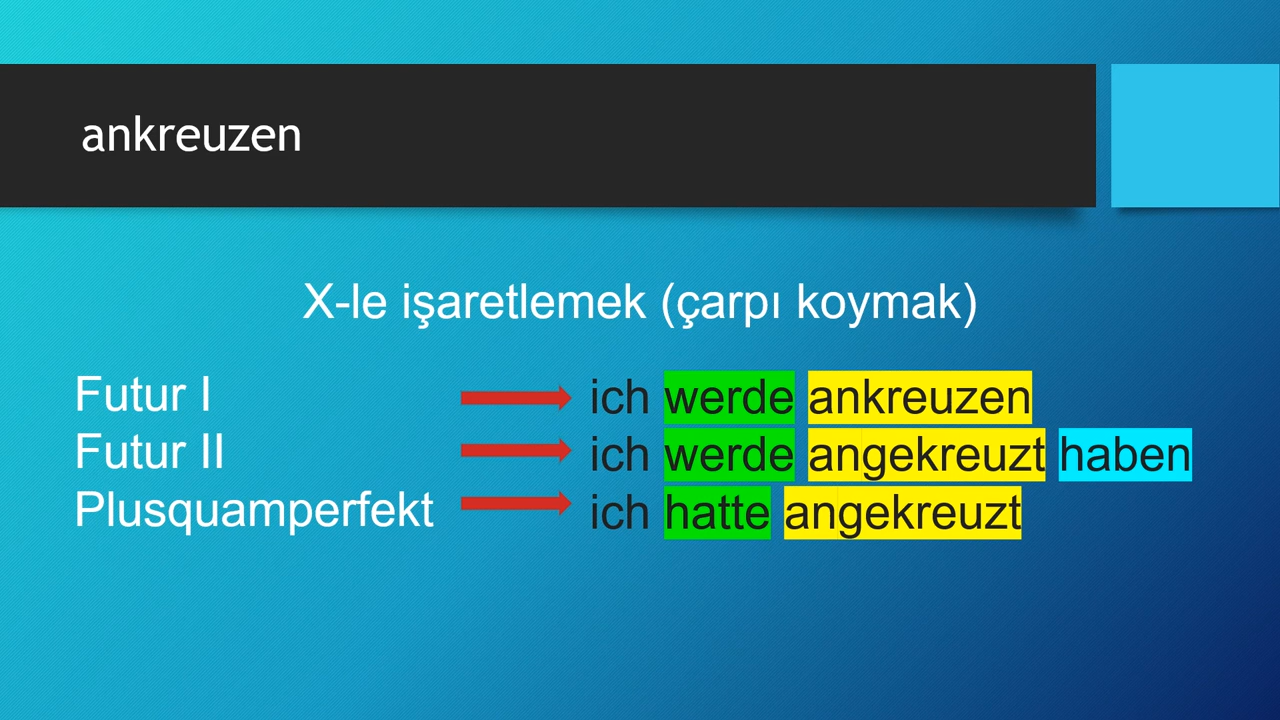 ankreuzen
X-le işaretlemek (çarpı koymak)
Futur I ich werde ankreuzen
Futur II ich werde angekreuzt haben
Plusquamperfekt ich hatte angekreuzt